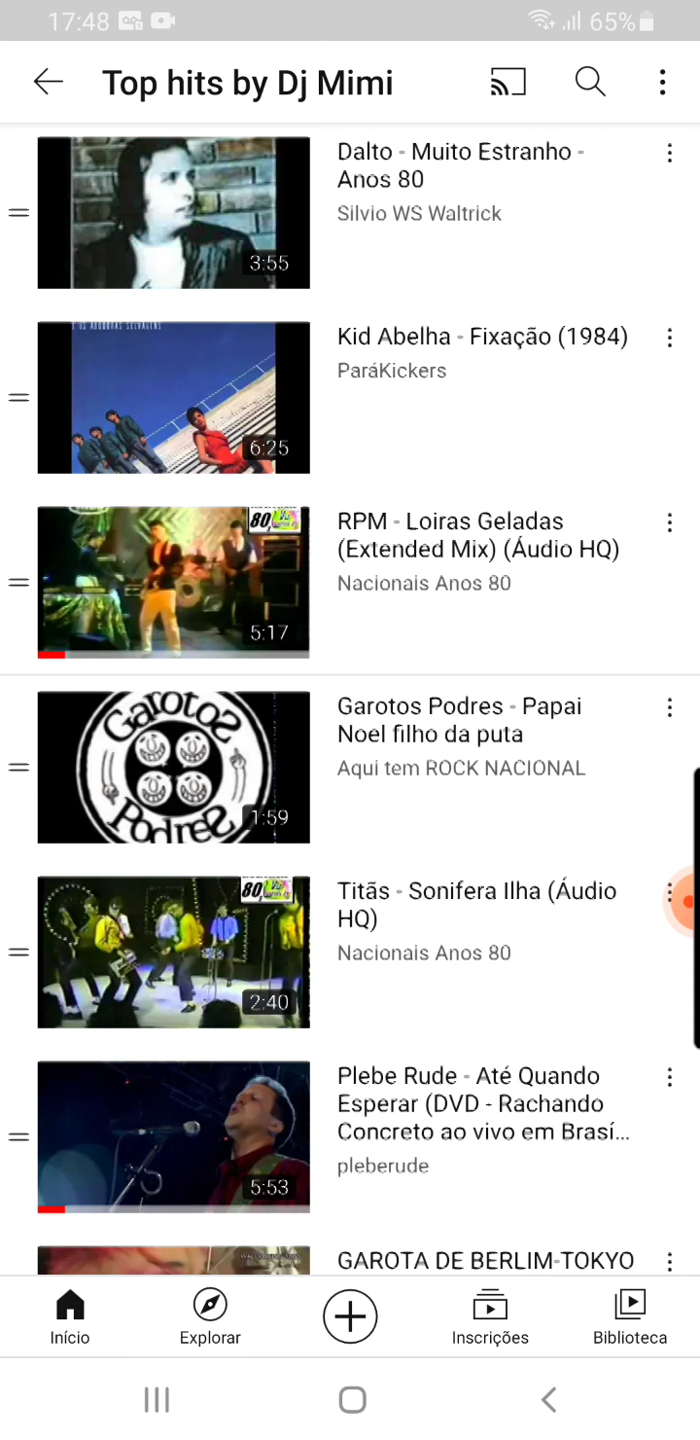 17:48
65%
Top hits by Dj Mimi
3:55
Dalto - Muito Estranho -
Anos 80
Silvio WS Waltrick
6:25
Kid Abelha - Fixação (1984)
ParáKickers
80
5:17
RPM - Loiras Geladas
(Extended Mix) (Áudio HQ)
Nacionais Anos 80
Garotos
Podres
1:59
Garotos Podres - Papai
Noel filho da puta
Aqui tem ROCK NACIONAL
80
2:40
Titãs - Sonifera Ilha (Áudio
HQ)
Nacionais Anos 80
5:53
Plebe Rude - Até Quando
Esperar (DVD - Rachando
Concreto ao vivo em Brasí...
pleberude
GAROTA DE BERLIM-TOKYO
Início
Explorar
Inscrições
Biblioteca